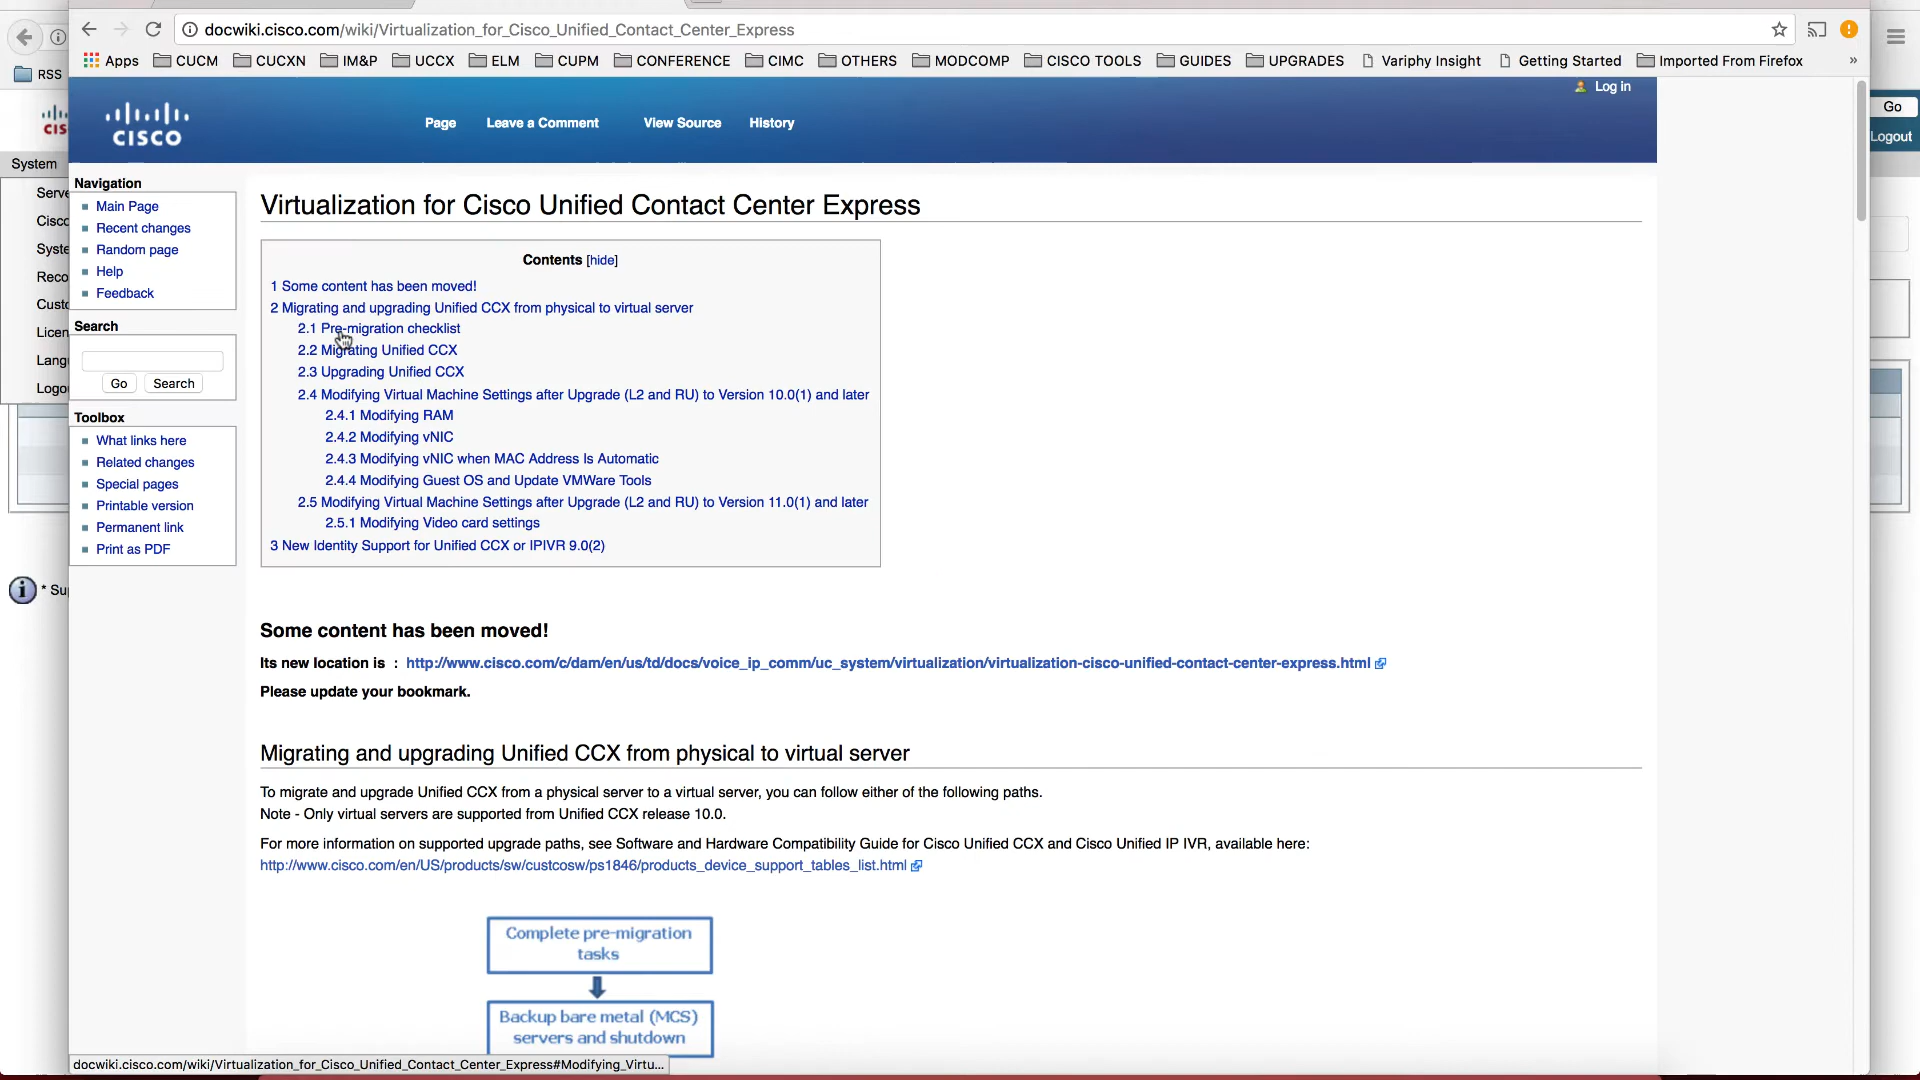 docwiki.cisco.com/wiki/Virtualization_for_Cisco_Unified_Contact_Center_Express
RSS
Apps CUCM CUCXN IM&P UCCX ELM CUPM CONFERENCE CIMC OTHERS MODCOMP CISCO TOOLS GUIDES UPGRADES Variphy Insight Getting Started Imported From Firefox »
Log in
Go
Logout
CISCO
Page Leave a Comment View Source History
System
Serve
Cisco
Syste
Reco
Custo
Licen
Langu
Logou
* Sup
Navigation
Main Page
Recent changes
Random page
Help
Feedback
Search
Go Search
Toolbox
What links here
Related changes
Special pages
Printable version
Permanent link
Print as PDF
Virtualization for Cisco Unified Contact Center Express
Contents [hide]
1 Some content has been moved!
2 Migrating and upgrading Unified CCX from physical to virtual server
2.1 Pre-migration checklist
2.2 Migrating Unified CCX
2.3 Upgrading Unified CCX
2.4 Modifying Virtual Machine Settings after Upgrade (L2 and RU) to Version 10.0(1) and later
2.4.1 Modifying RAM
2.4.2 Modifying vNIC
2.4.3 Modifying vNIC when MAC Address Is Automatic
2.4.4 Modifying Guest OS and Update VMWare Tools
2.5 Modifying Virtual Machine Settings after Upgrade (L2 and RU) to Version 11.0(1) and later
2.5.1 Modifying Video card settings
3 New Identity Support for Unified CCX or IPIVR 9.0(2)
Some content has been moved!
Its new location is : http://www.cisco.com/c/dam/en/us/td/docs/voice_ip_comm/uc_system/virtualization/virtualization-cisco-unified-contact-center-express.html
Please update your bookmark.
Migrating and upgrading Unified CCX from physical to virtual server
To migrate and upgrade Unified CCX from a physical server to a virtual server, you can follow either of the following paths.
Note - Only virtual servers are supported from Unified CCX release 10.0.
For more information on supported upgrade paths, see Software and Hardware Compatibility Guide for Cisco Unified CCX and Cisco Unified IP IVR, available here:
http://www.cisco.com/en/US/products/sw/custcosw/ps1846/products_device_support_tables_list.html
Complete pre-migration
tasks
Backup bare metal (MCS)
servers and shutdown
docwiki.cisco.com/wiki/Virtualization_for_Cisco_Unified_Contact_Center_Express#Modifying_Virtu...